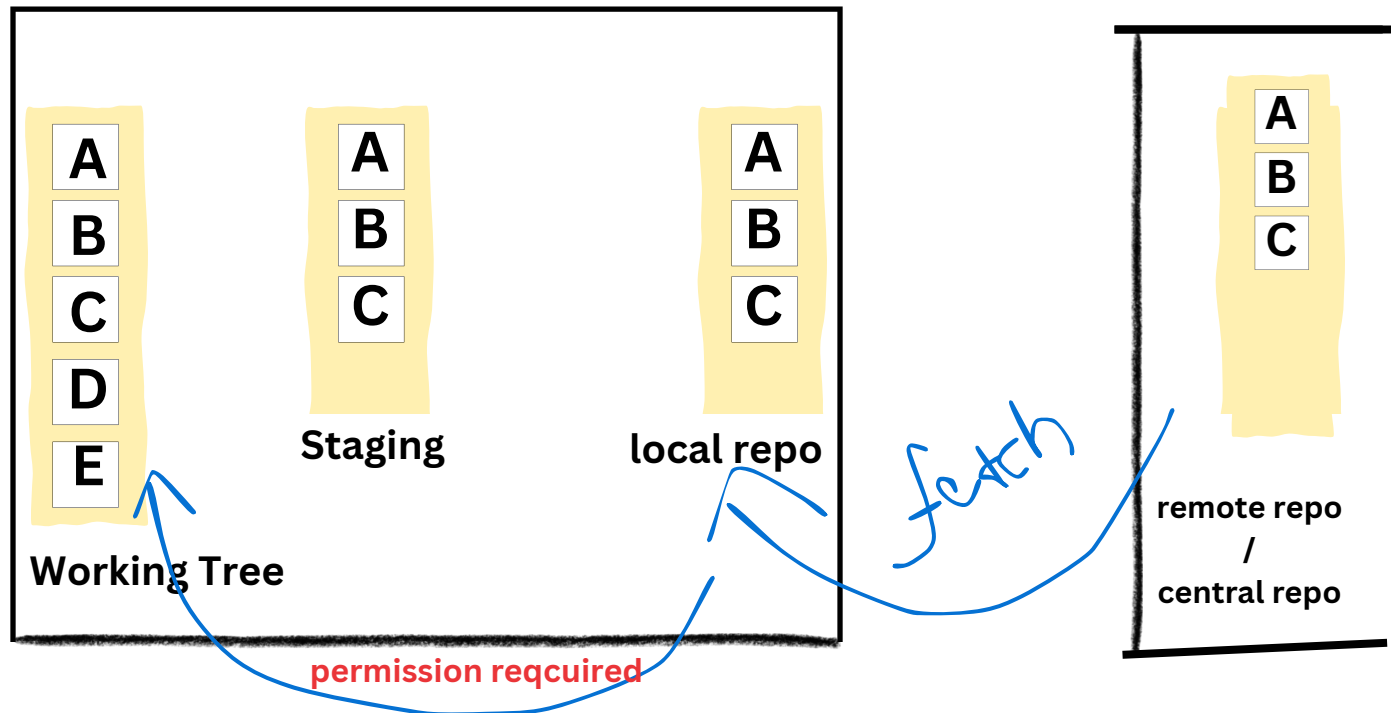 A
B
C
D
E
Working Tree
A
B
C
Staging
A
B
C
local repo
fetch
permission reqcuired
A
B
C
remote repo
/
central repo